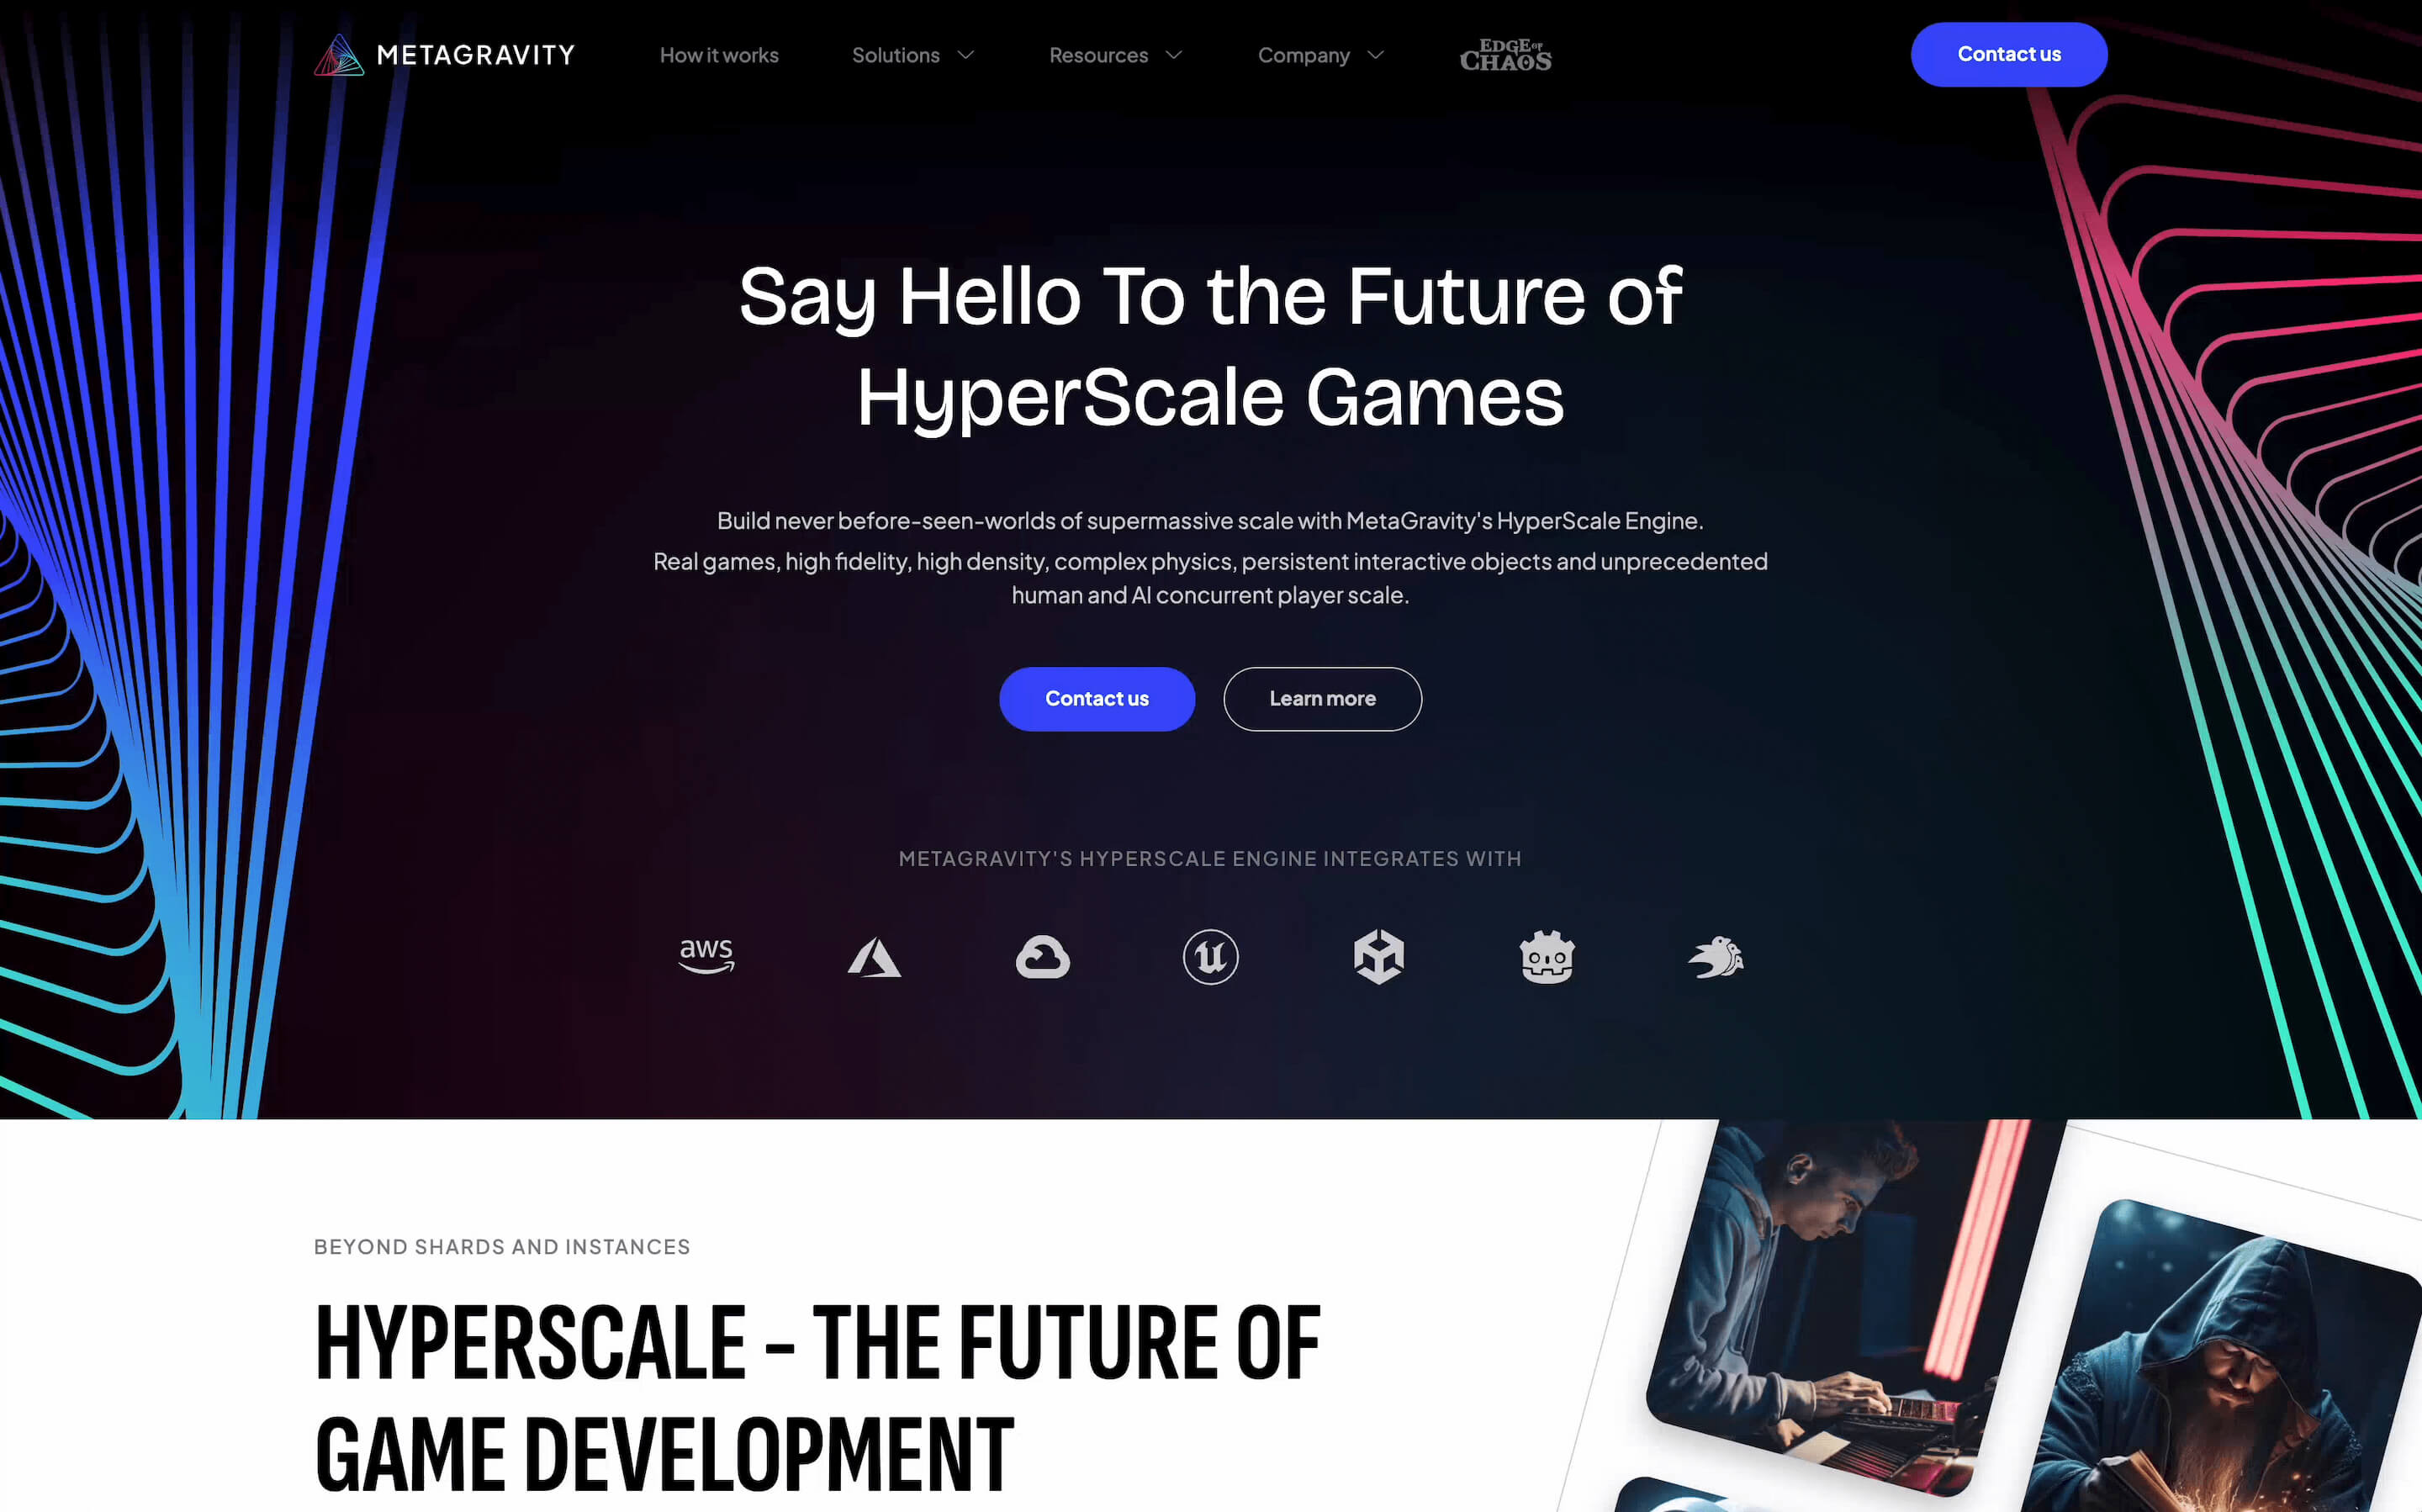 METAGRAVITY
How it works
Solutions
Resources
Company
EDGE OF
CHAOS
Contact us
Say Hello To the Future of
HyperScale Games
Build never before-seen-worlds of supermassive scale with MetaGravity's HyperScale Engine.
Real games, high fidelity, high density, complex physics, persistent interactive objects and unprecedented
human and AI concurrent player scale.
Contact us
Learn more
METAGRAVITY'S HYPERSCALE ENGINE INTEGRATES WITH
aws
BEYOND SHARDS AND INSTANCES
HYPERSCALE - THE FUTURE OF
GAME DEVELOPMENT